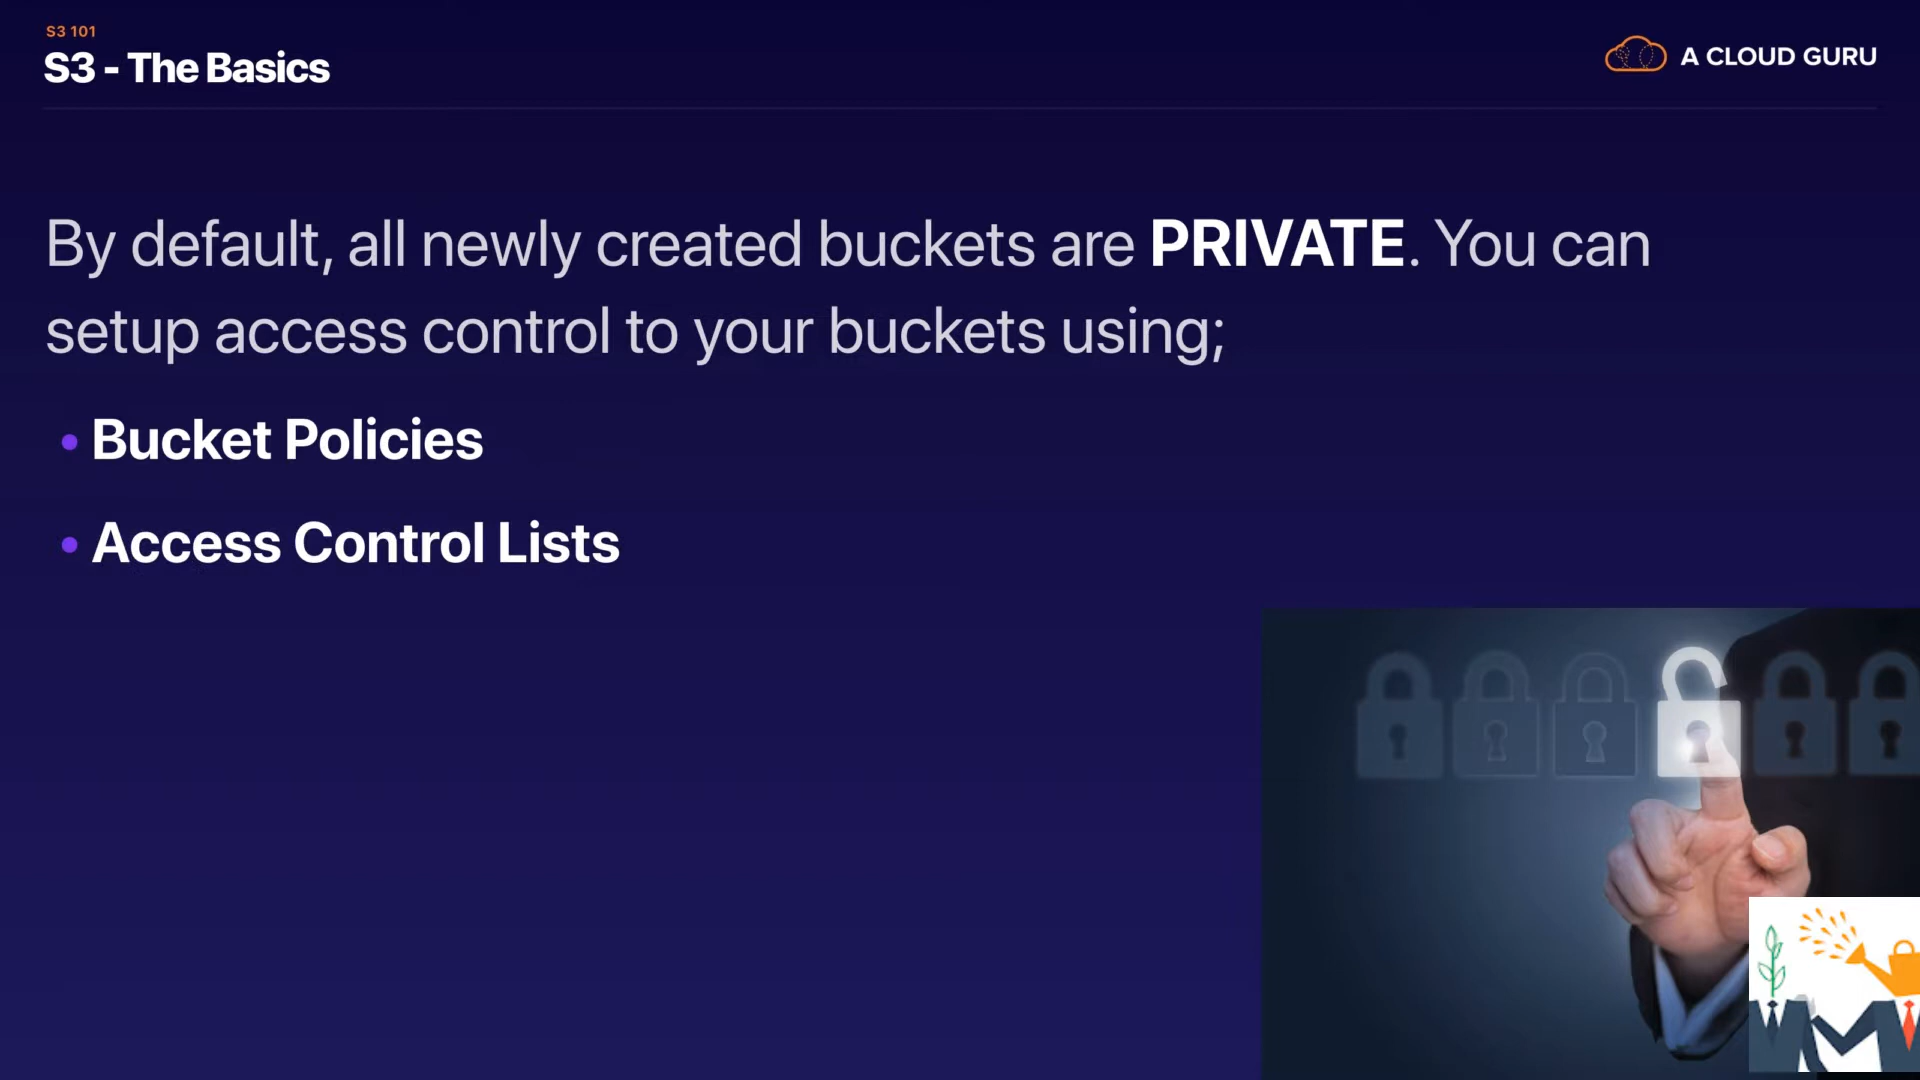 S3 101
S3 - The Basics
A CLOUD GURU
By default, all newly created buckets are PRIVATE. You can
setup access control to your buckets using;
• Bucket Policies
• Access Control Lists